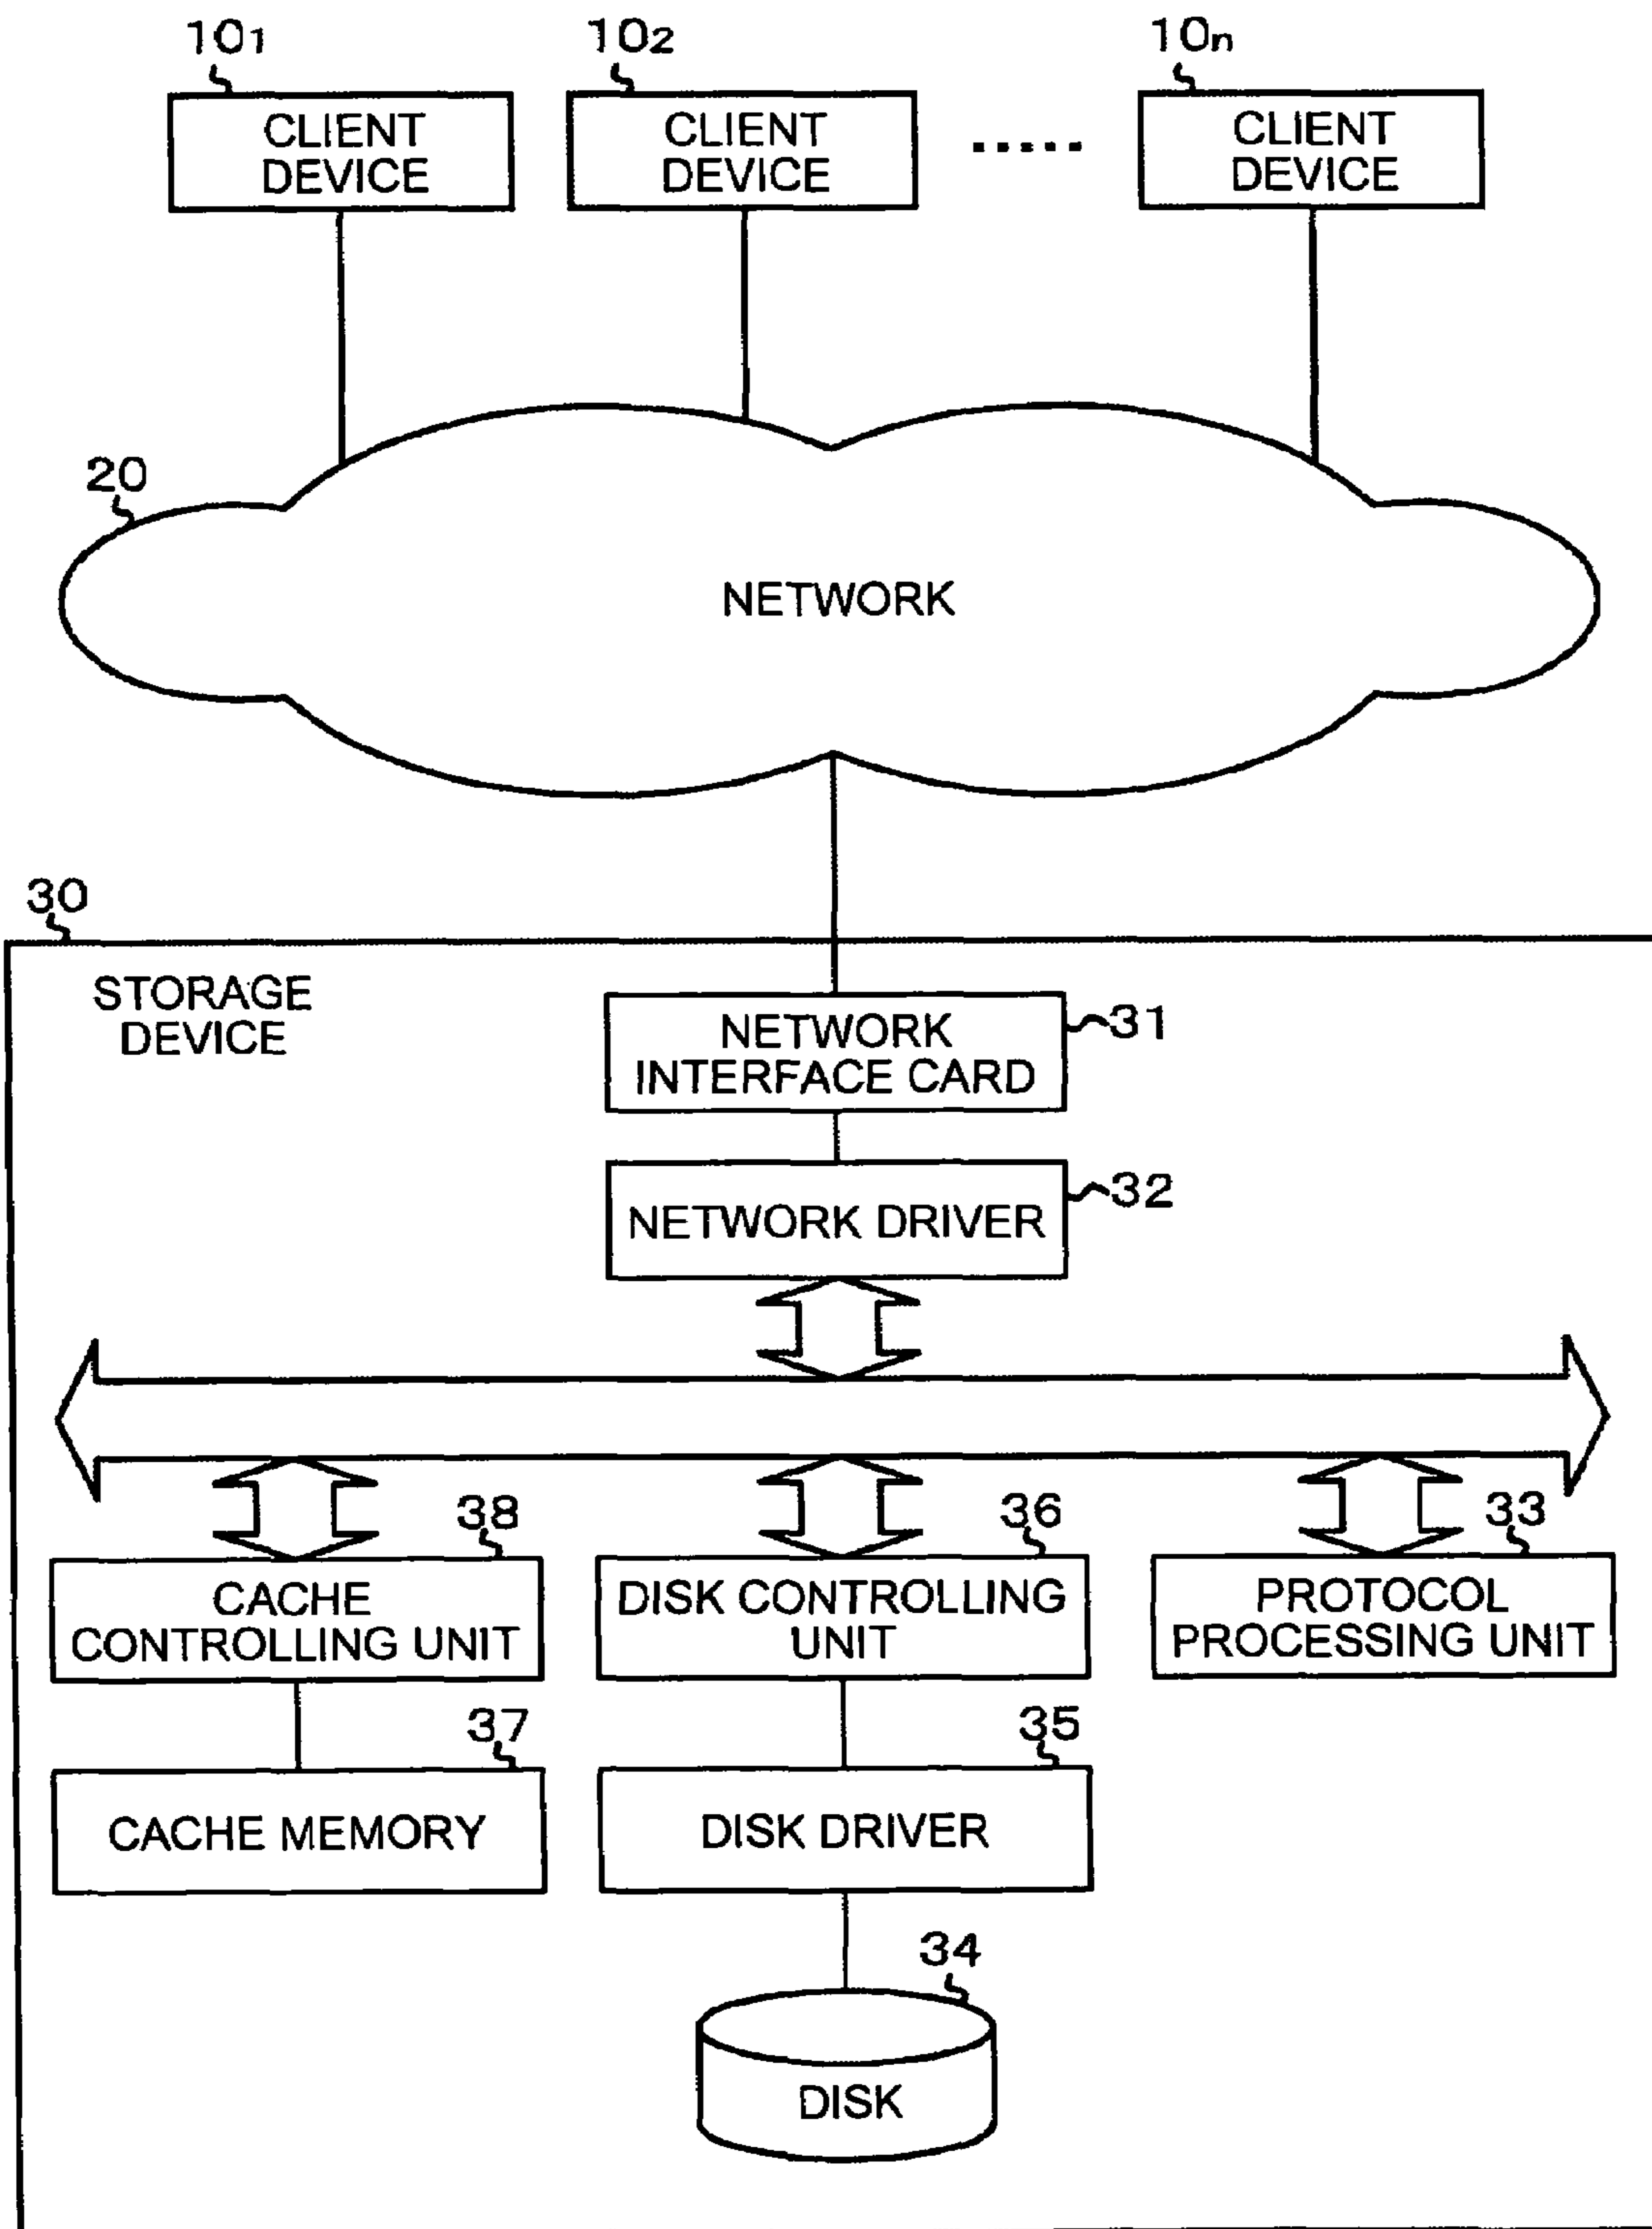 10₁ 10₂ 10ₙ
CLIENT
DEVICE
CLIENT
DEVICE
.....
CLIENT
DEVICE
20
NETWORK
30
STORAGE
DEVICE
NETWORK
INTERFACE CARD
31
NETWORK DRIVER
32
38
CACHE
CONTROLLING UNIT
36
DISK CONTROLLING
UNIT
33
PROTOCOL
PROCESSING UNIT
37
CACHE MEMORY
35
DISK DRIVER
34
DISK